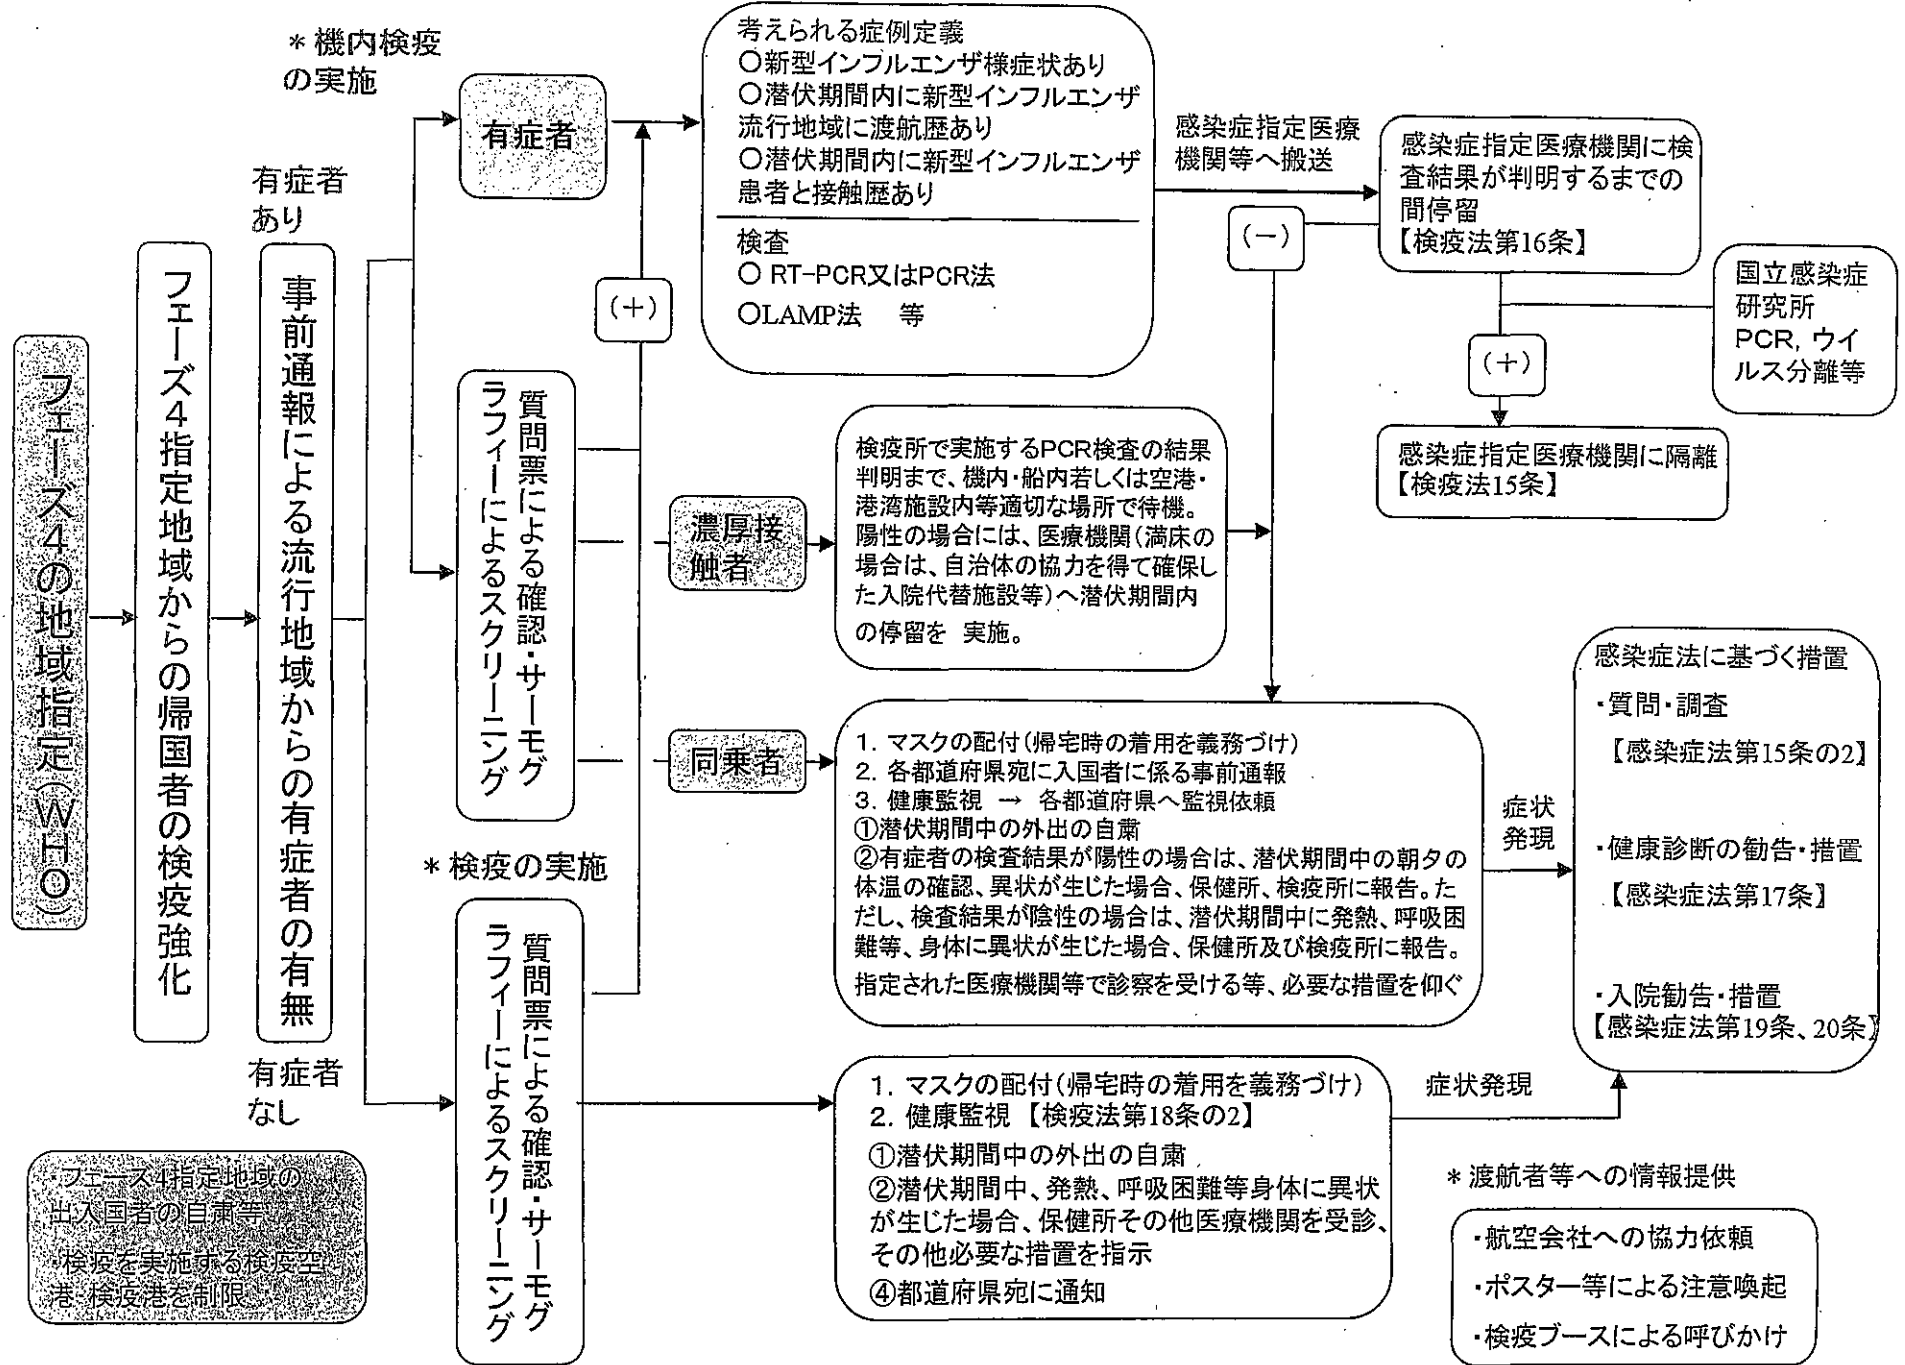 フェーズ4の地域指定(WHO)
フェーズ4指定地域からの帰国者の検疫強化
事前通報による流行地域からの有症者の有無
有症者
あり
有症者
なし
＊機内検疫
の実施
有症者
質問票による確認・サーモグ
ラフィーによるスクリーニング
(＋)
考えられる症例定義
○新型インフルエンザ様症状あり
○潜伏期間内に新型インフルエンザ
流行地域に渡航歴あり
○潜伏期間内に新型インフルエンザ
患者と接触歴あり
検査
○ RT-PCR又はPCR法
○LAMP法　等
感染症指定医療
機関等へ搬送
(－)
感染症指定医療機関に検
査結果が判明するまでの
間停留
【検疫法第16条】
国立感染症
研究所
PCR, ウイ
ルス分離等
(＋)
感染症指定医療機関に隔離
【検疫法15条】
濃厚接
触者
検疫所で実施するPCR検査の結果
判明まで、機内・船内若しくは空港・
港湾施設内等適切な場所で待機。
陽性の場合には、医療機関(満床の
場合は、自治体の協力を得て確保し
た入院代替施設等)へ潜伏期間内
の停留を 実施。
同乗者
1. マスクの配付(帰宅時の着用を義務づけ)
2. 各都道府県宛に入国者に係る事前通報
3. 健康監視 → 各都道府県へ監視依頼
①潜伏期間中の外出の自粛
②有症者の検査結果が陽性の場合は、潜伏期間中の朝夕の
体温の確認、異状が生じた場合、保健所、検疫所に報告。た
だし、検査結果が陰性の場合は、潜伏期間中に発熱、呼吸困
難等、身体に異状が生じた場合、保健所及び検疫所に報告。
指定された医療機関等で診察を受ける等、必要な措置を仰ぐ
症状
発現
感染症法に基づく措置
・質問・調査
【感染症法第15条の2】
・健康診断の勧告・措置
【感染症法第17条】
・入院勧告・措置
【感染症法第19条、20条】
＊検疫の実施
質問票による確認・サーモグ
ラフィーによるスクリーニング
1. マスクの配付(帰宅時の着用を義務づけ)
2. 健康監視 【検疫法第18条の2】
①潜伏期間中の外出の自粛
②潜伏期間中、発熱、呼吸困難等身体に異状
が生じた場合、保健所その他医療機関を受診、
その他必要な措置を指示
④都道府県宛に通知
症状発現
・フェーズ4指定地域の
出入国者の自粛等
・検疫を実施する検疫空
港・検疫港を制限
＊渡航者等への情報提供
・航空会社への協力依頼
・ポスター等による注意喚起
・検疫ブースによる呼びかけ